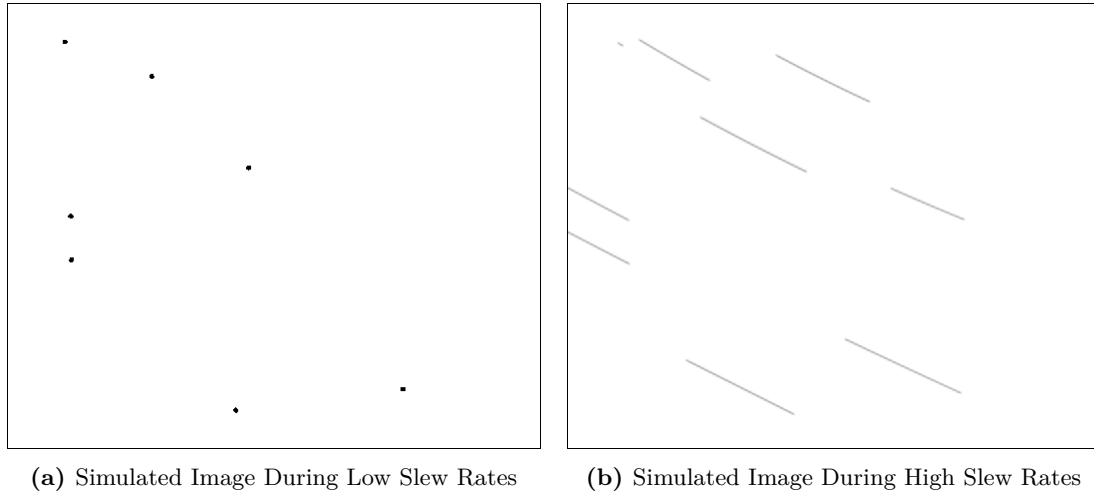 (a) Simulated Image During Low Slew Rates
(b) Simulated Image During High Slew Rates